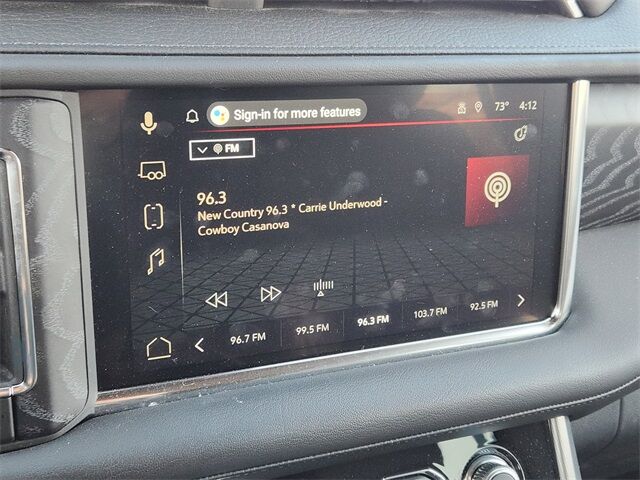 Sign-in for more features
73° 4:12
FM
96.3
New Country 96.3 * Carrie Underwood -
Cowboy Casanova
96.7 FM 99.5 FM 96.3 FM 103.7 FM 92.5 FM